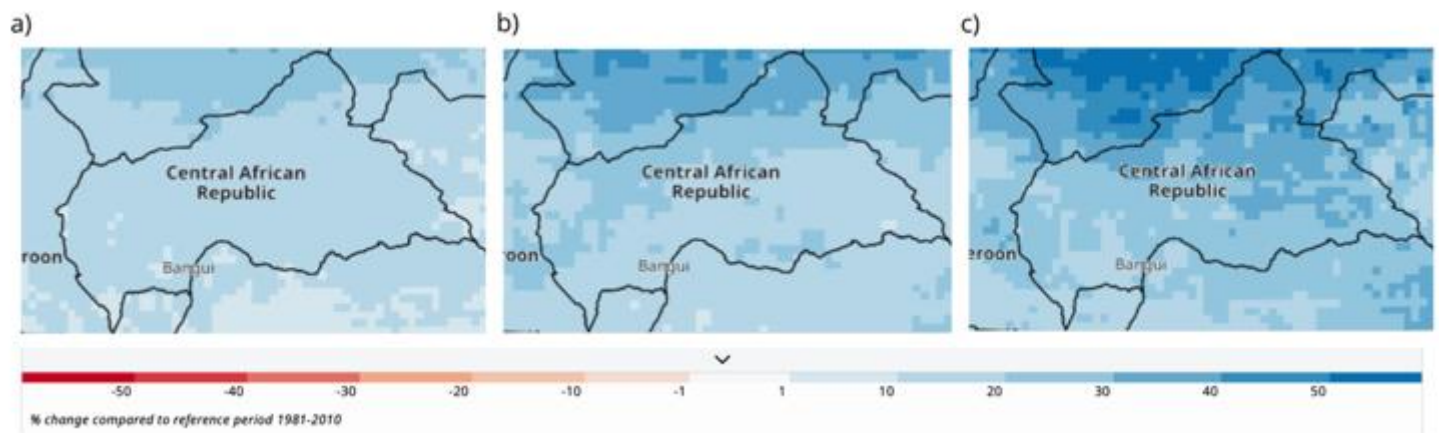 a)
b)
c)
Central African
Republic
Central African
Republic
Central African
Republic
roon
Bangui
roon
Bangui
eroon
Bangui
-50 -40 -30 -20 -10 -1 1 10 20 30 40 50
% change compared to reference period 1981-2010